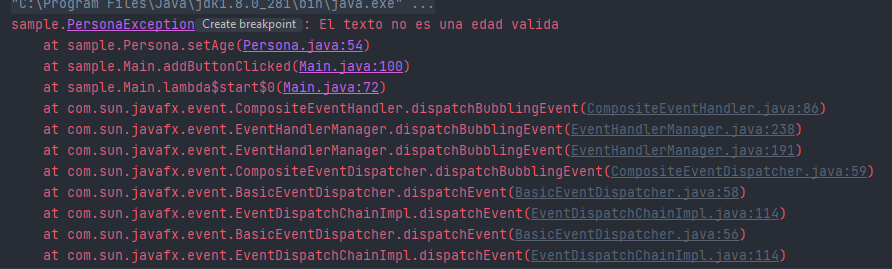 "C:\Program Files\Java\jdk1.8.0_281\bin\java.exe" ...
sample.PersonaException Create breakpoint : El texto no es una edad valida
at sample.Persona.setAge(Persona.java:54)
at sample.Main.addButtonClicked(Main.java:100)
at sample.Main.lambda$start$0(Main.java:72)
at com.sun.javafx.event.CompositeEventHandler.dispatchBubblingEvent(CompositeEventHandler.java:86)
at com.sun.javafx.event.EventHandlerManager.dispatchBubblingEvent(EventHandlerManager.java:238)
at com.sun.javafx.event.EventHandlerManager.dispatchBubblingEvent(EventHandlerManager.java:191)
at com.sun.javafx.event.CompositeEventDispatcher.dispatchBubblingEvent(CompositeEventDispatcher.java:59)
at com.sun.javafx.event.BasicEventDispatcher.dispatchEvent(BasicEventDispatcher.java:58)
at com.sun.javafx.event.EventDispatchChainImpl.dispatchEvent(EventDispatchChainImpl.java:114)
at com.sun.javafx.event.BasicEventDispatcher.dispatchEvent(BasicEventDispatcher.java:56)
at com.sun.javafx.event.EventDispatchChainImpl.dispatchEvent(EventDispatchChainImpl.java:114)